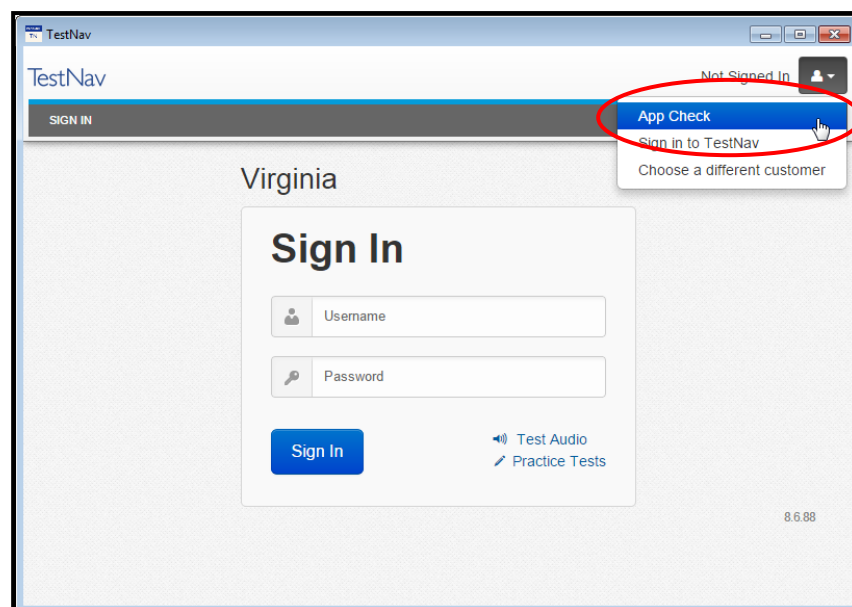 TestNav
TestNav
Not Signed In
SIGN IN
App Check
Sign in to TestNav
Choose a different customer
Virginia
Sign In
Username
Password
Sign In
Test Audio
Practice Tests
8.6.88